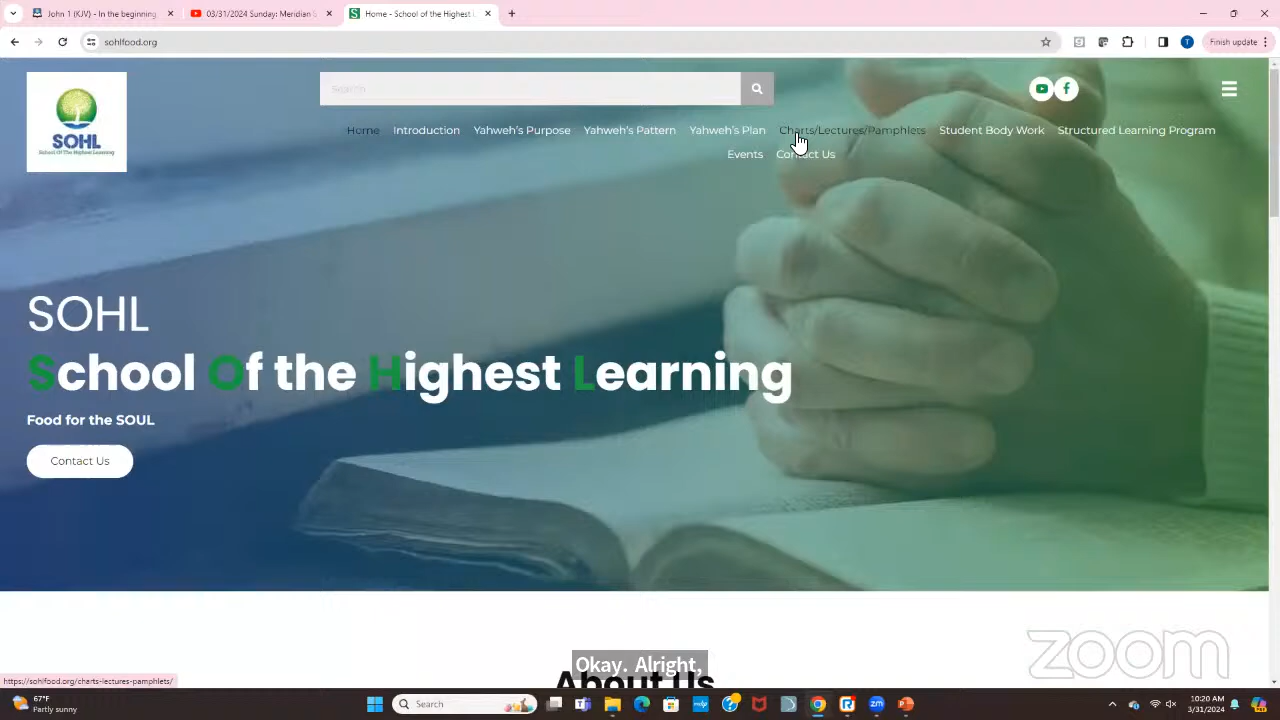 John 1 (KJV) - In the beginning
03/31/2024 Sunday: Meridian
Home - School of the Highest L
sohlfood.org
Finish update
SOHL
School Of The Highest Learning
Search
Home Introduction Yahweh's Purpose Yahweh's Pattern Yahweh's Plan Charts/Lectures/Pamphlets Student Body Work Structured Learning Program
Events Contact Us
SOHL
School Of the Highest Learning
Food for the SOUL
Contact Us
zoom
Okay. Alright,
About Us
https://sohlfood.org/charts-lectures-pamphlets/
67°F
Partly sunny
Search
10:20 AM
3/31/2024